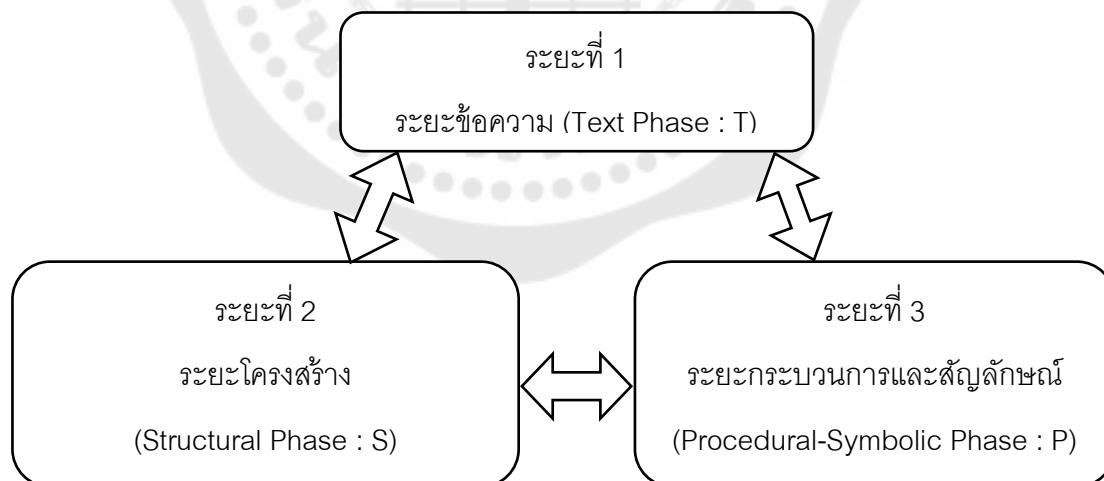 ระยะที่ 1
ระยะข้อความ (Text Phase : T)
ระยะที่ 2
ระยะโครงสร้าง
(Structural Phase : S)
ระยะที่ 3
ระยะกระบวนการและสัญลักษณ์
(Procedural-Symbolic Phase : P)